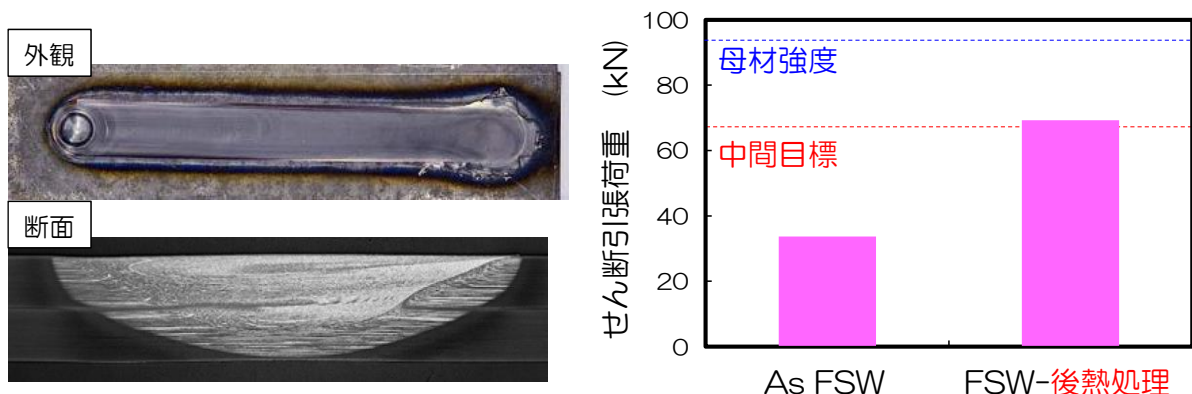 外観
断面
せん断引張荷重 (kN)
100
80
60
40
20
0
母材強度
中間目標
As FSW
FSW-後熱処理